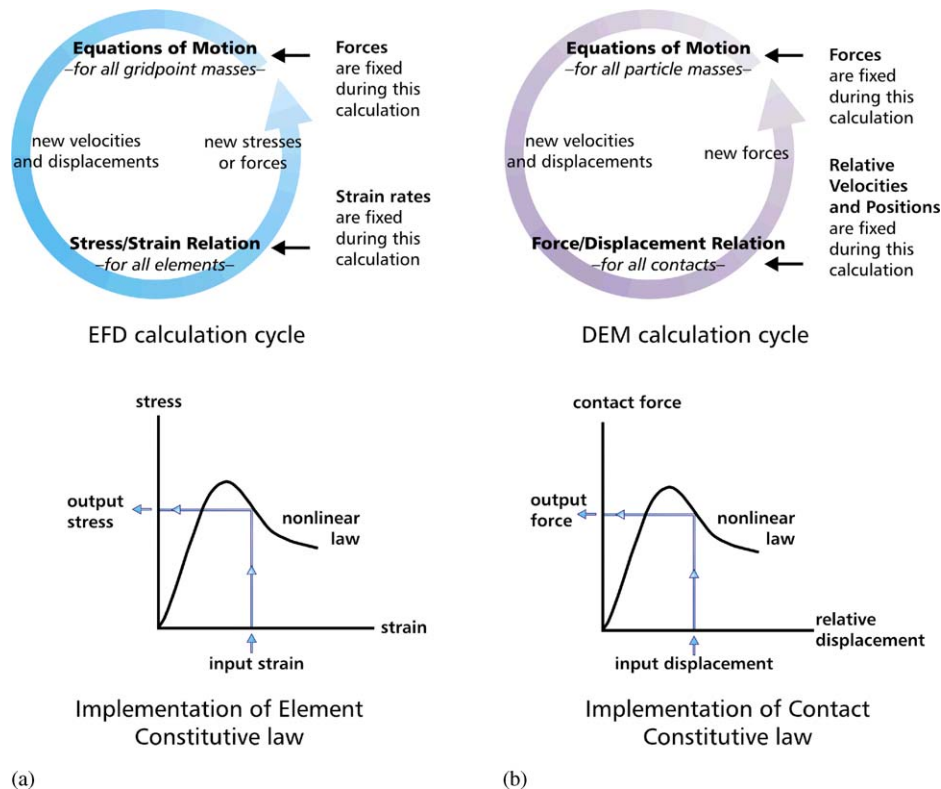 Equations of Motion
–for all gridpoint masses–
Forces
are fixed
during this
calculation
new velocities
and displacements
new stresses
or forces
Strain rates
are fixed
during this
calculation
Stress/Strain Relation
–for all elements–
EFD calculation cycle
Equations of Motion
–for all particle masses–
Forces
are fixed
during this
calculation
new velocities
and displacements
new forces
Relative
Velocities
and Positions
are fixed
during this
calculation
Force/Displacement Relation
–for all contacts–
DEM calculation cycle
stress
output
stress
nonlinear
law
strain
input strain
Implementation of Element
Constitutive law
(a)
contact force
output
force
nonlinear
law
relative
displacement
input displacement
Implementation of Contact
Constitutive law
(b)